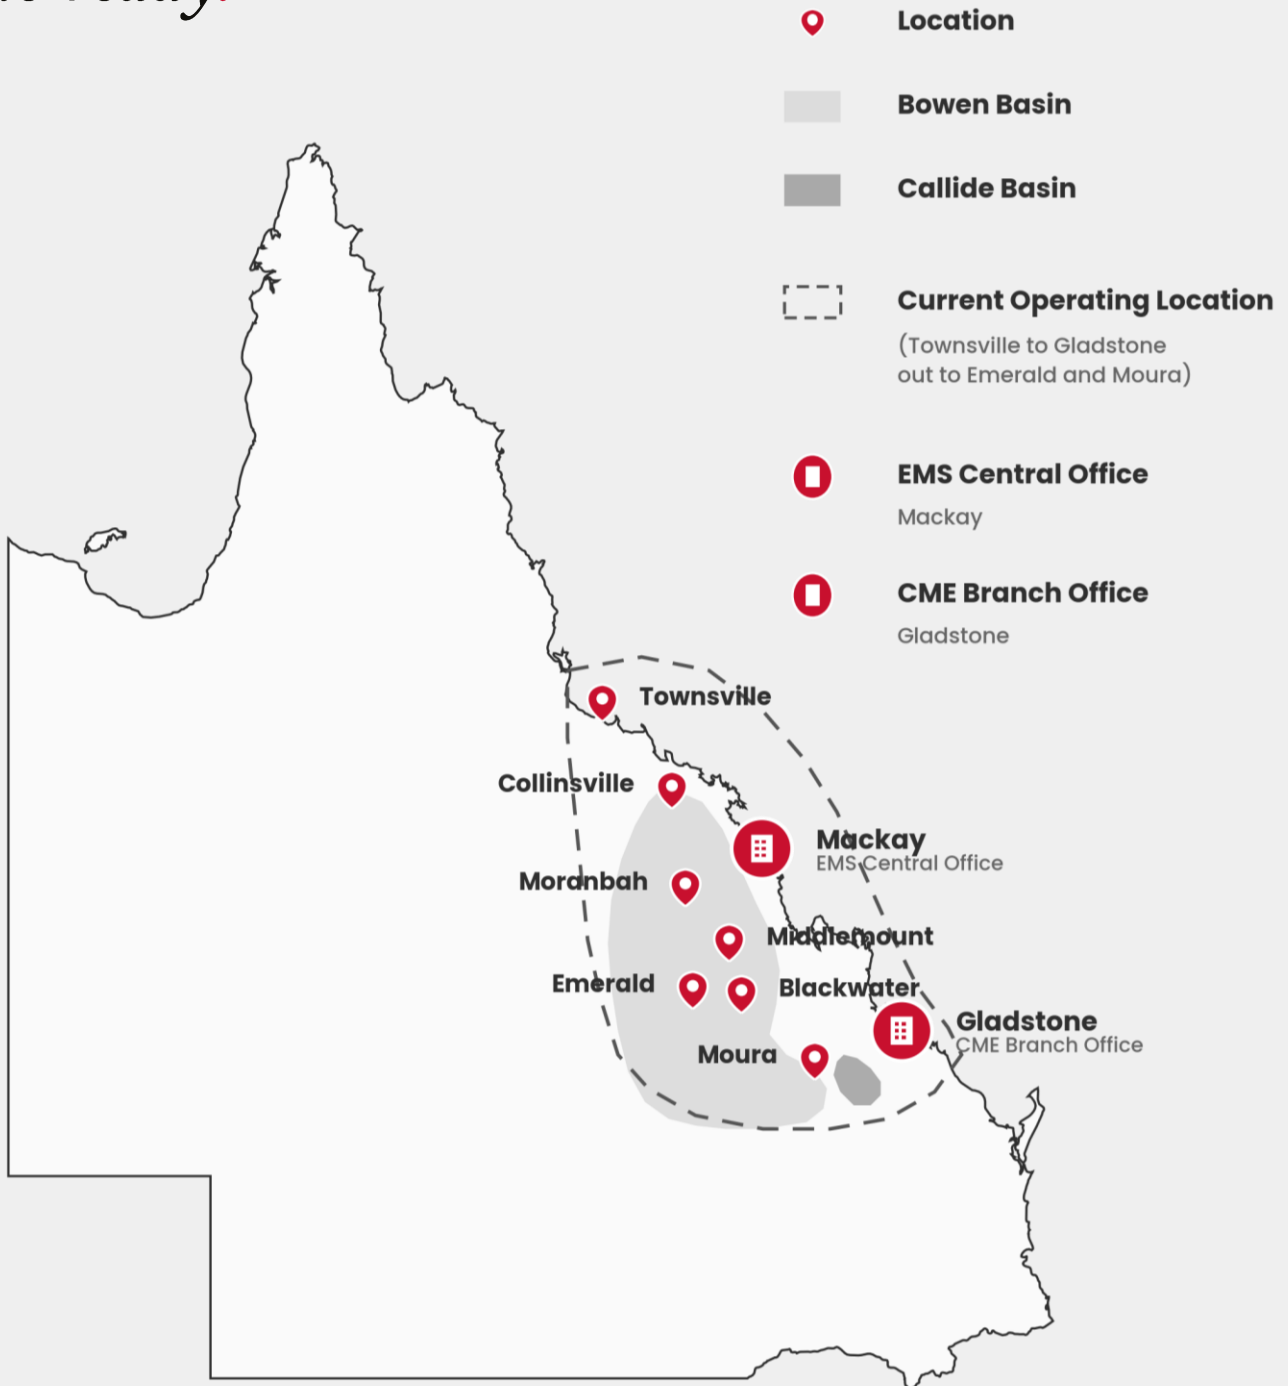 ready.
Location
Bowen Basin
Callide Basin
Current Operating Location
(Townsville to Gladstone
out to Emerald and Moura)
EMS Central Office
Mackay
CME Branch Office
Gladstone
Townsville
Collinsville
Mackay
EMS Central Office
Moranbah
Middlemount
Emerald
Blackwater
Gladstone
CME Branch Office
Moura